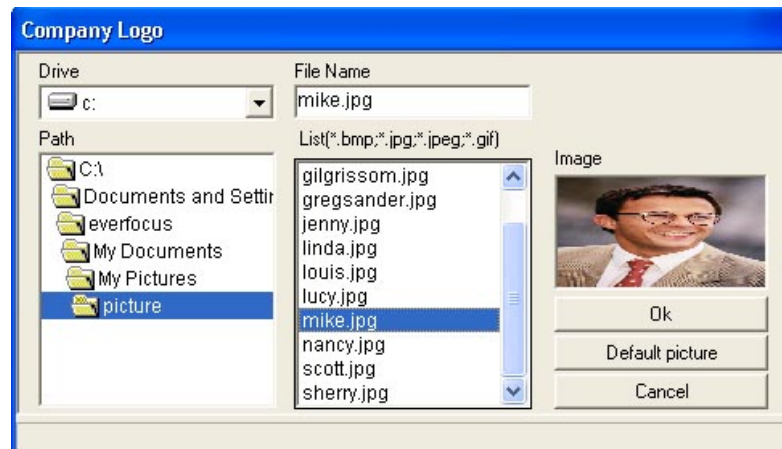 Company Logo
Drive
File Name
c:
mike.jpg
Path
List(*.bmp;*.jpg;*.jpeg;*.gif)
C:\
Documents and Settir
everfocus
My Documents
My Pictures
picture
gilgrissom.jpg
gregsander.jpg
jenny.jpg
linda.jpg
louis.jpg
lucy.jpg
mike.jpg
nancy.jpg
scott.jpg
sherry.jpg
Image
Ok
Default picture
Cancel